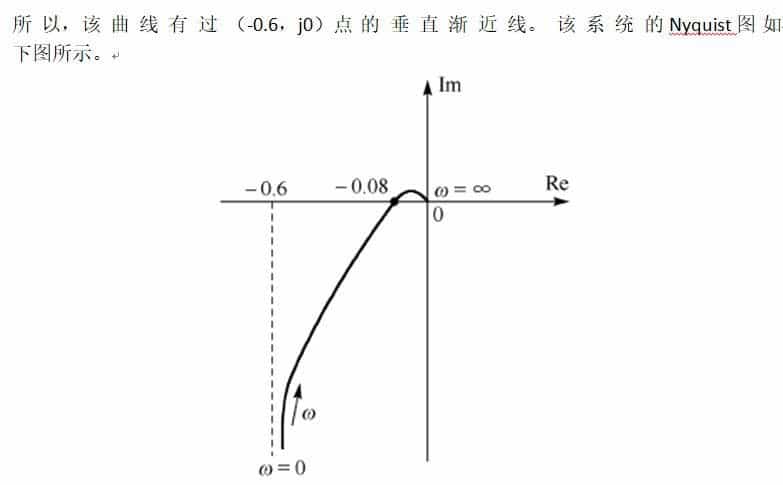 所以，该曲线有过（-0.6，j0）点的垂直渐近线。该系统的Nyquist图如
下图所示。
Im
-0.6
-0.08
ω=∞
Re
0
ω
ω=0